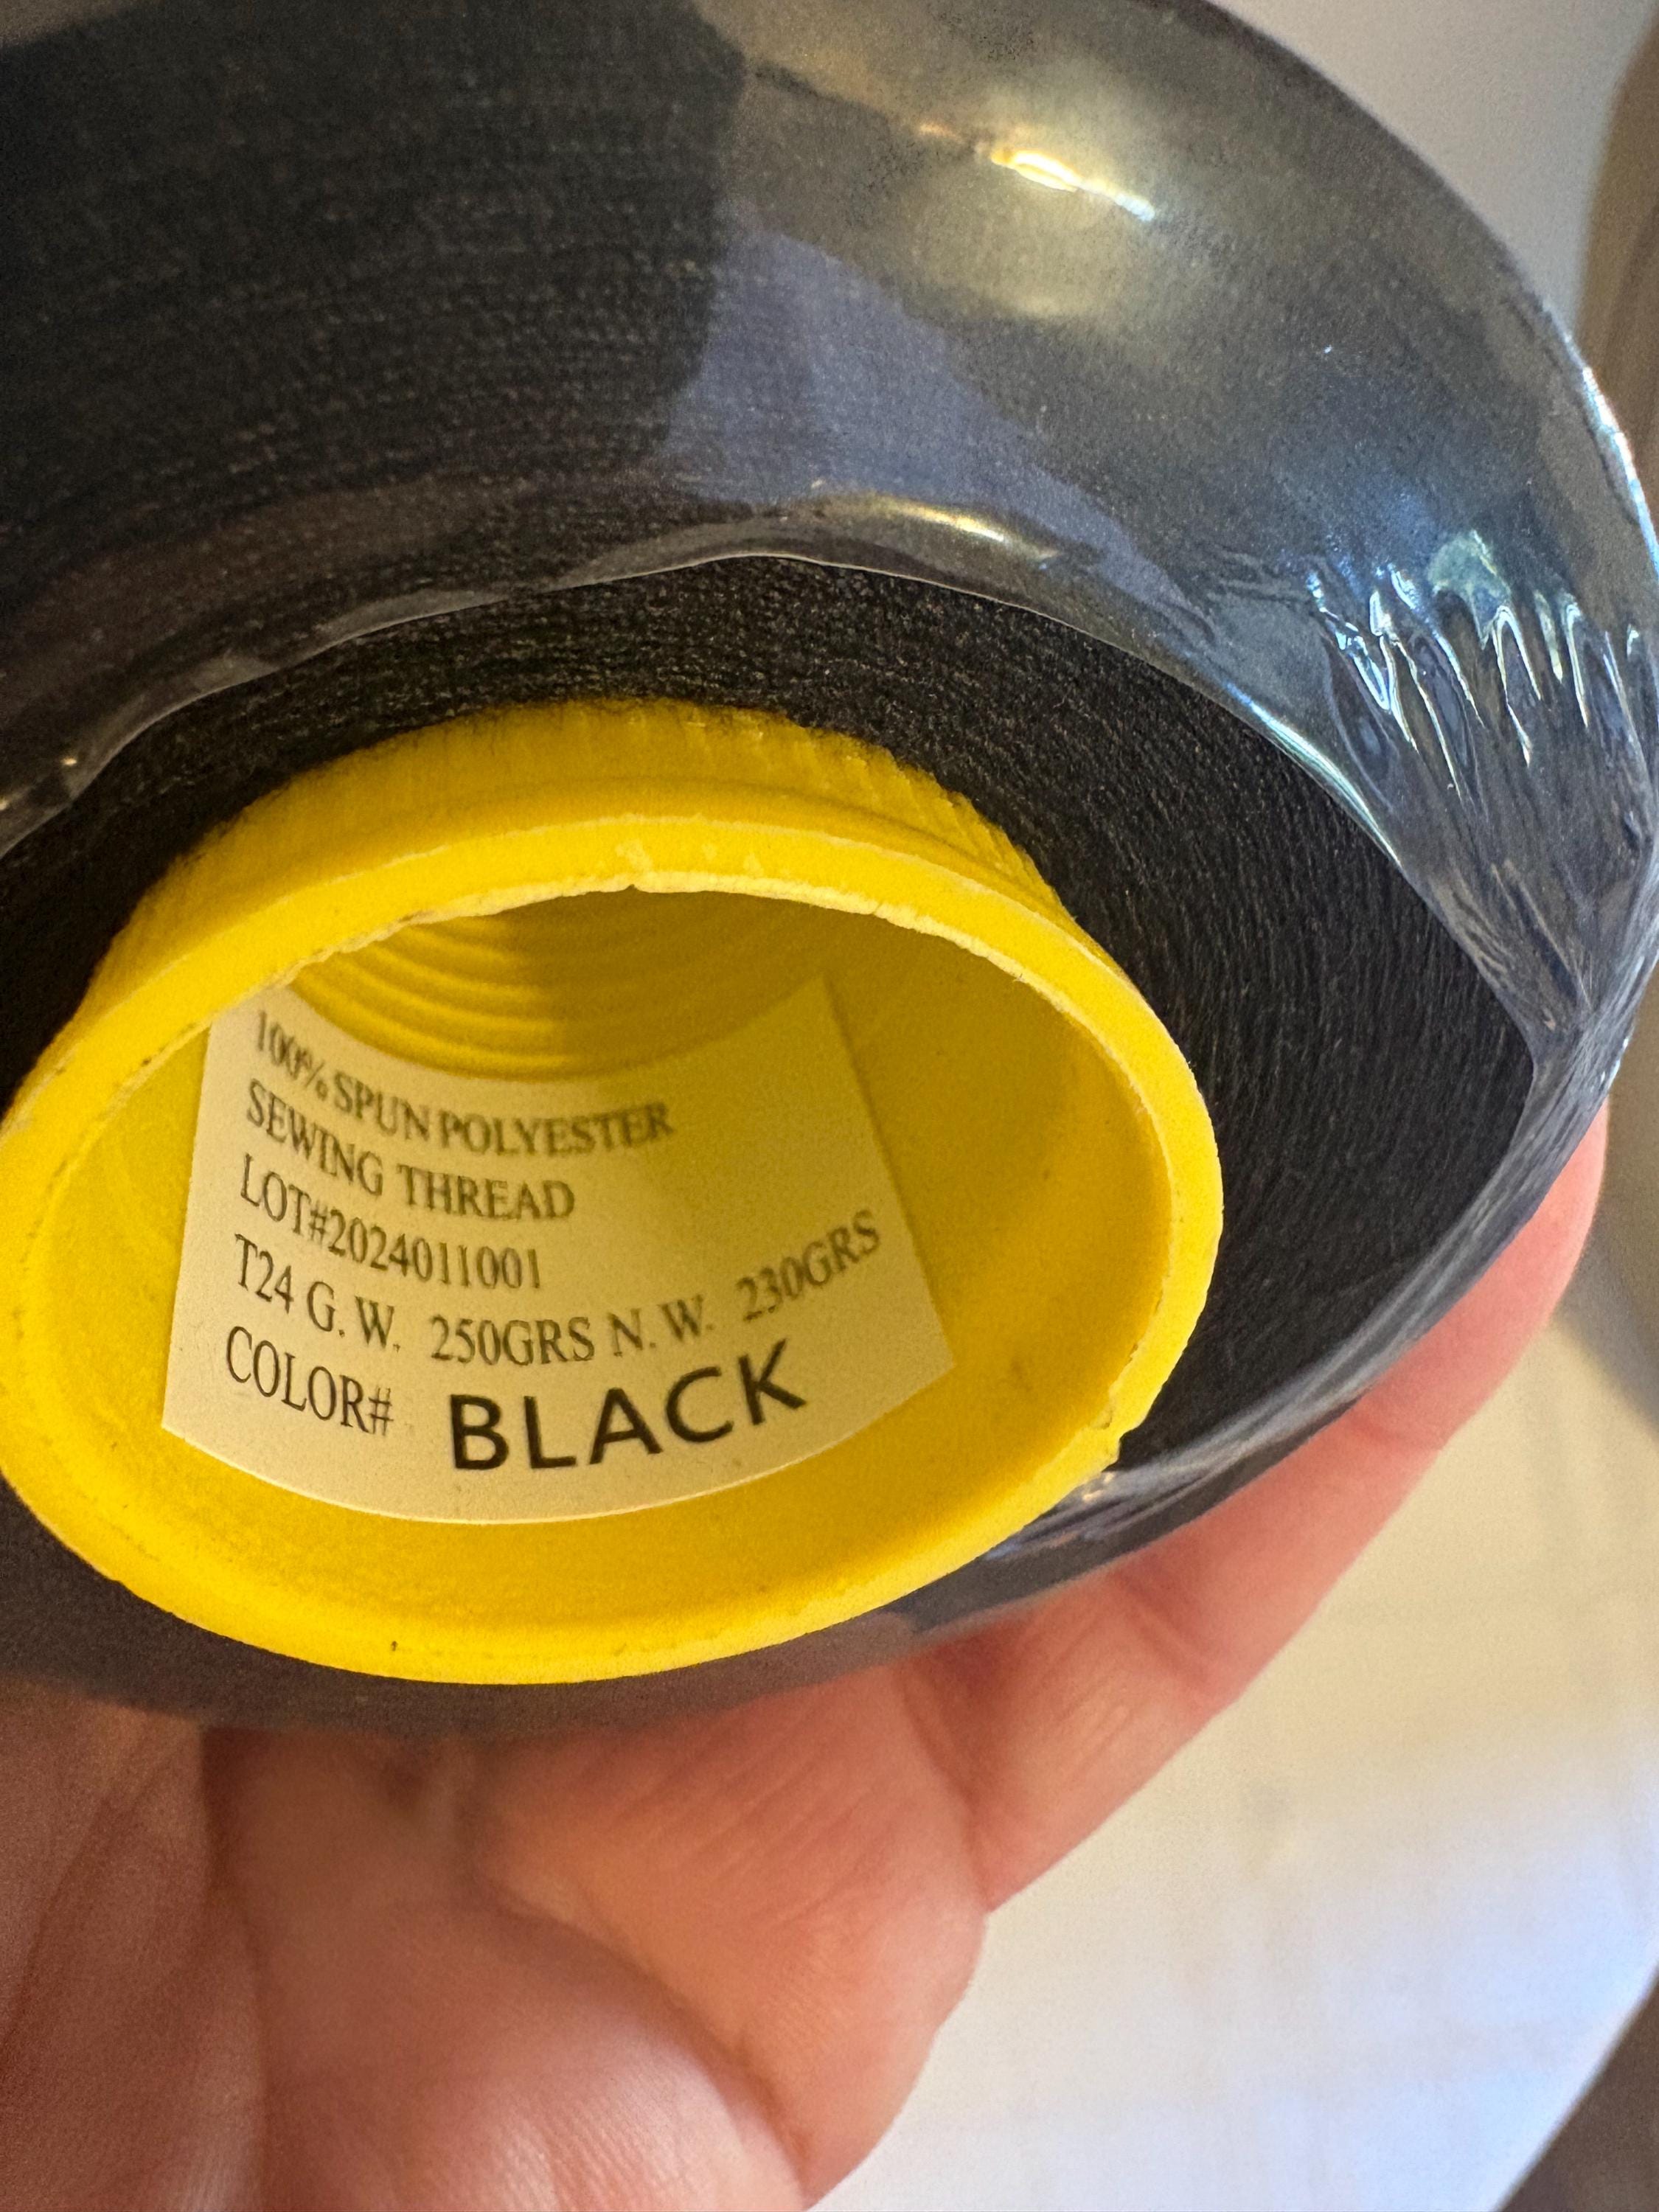 100% SPUN POLYESTER
SEWING THREAD
LOT#2024011001
T24 G. W. 250GRS N. W. 230GRS
COLOR# BLACK